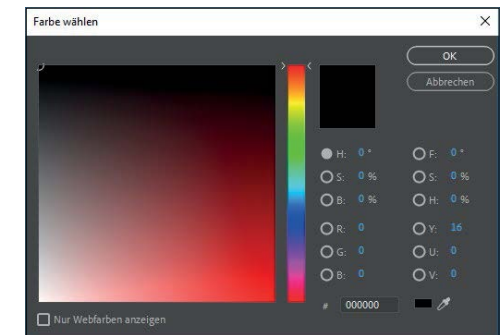 Farbe wählen
OK
Abbrechen
H: 0 °
F: 0 °
S: 0 %
S: 0 %
B: 0 %
H: 0 %
R: 0
Y: 16
G: 0
U: 0
B: 0
V: 0
# 000000
Nur Webfarben anzeigen